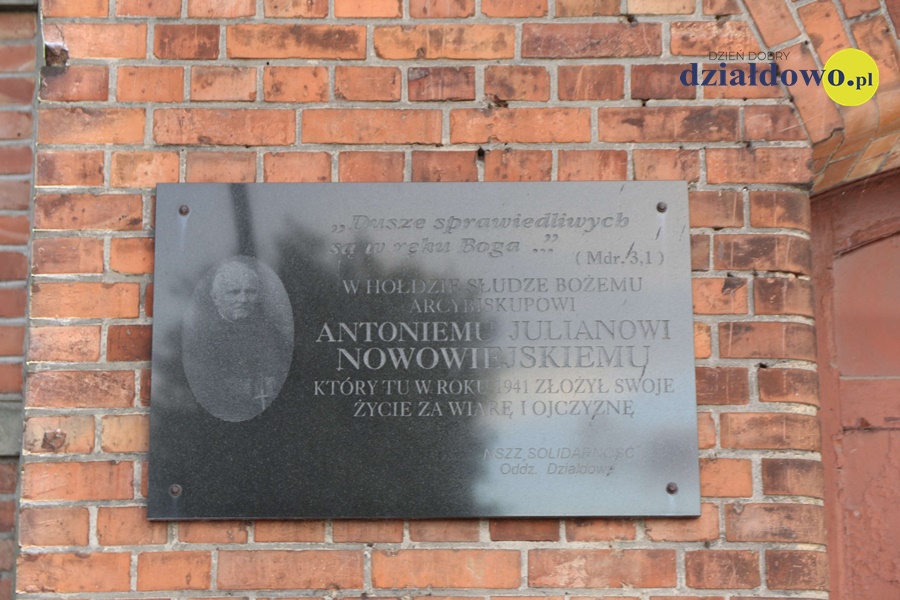 DZIEŃ DOBRY
działdowo.pl
„Dusze sprawiedliwych
są w ręku Boga ..."
( Mdr. 3,1 )
W HOŁDZIE SŁUDZE BOŻEMU
ARCYBISKUPOWI
ANTONIEMU JULIANOWI
NOWOWIEJSKIEMU
KTÓRY TU W ROKU 1941 ZŁOŻYŁ SWOJE
ŻYCIE ZA WIARĘ I OJCZYZNĘ
NSZZ „SOLIDARNOŚĆ"
Oddz. Działdowo